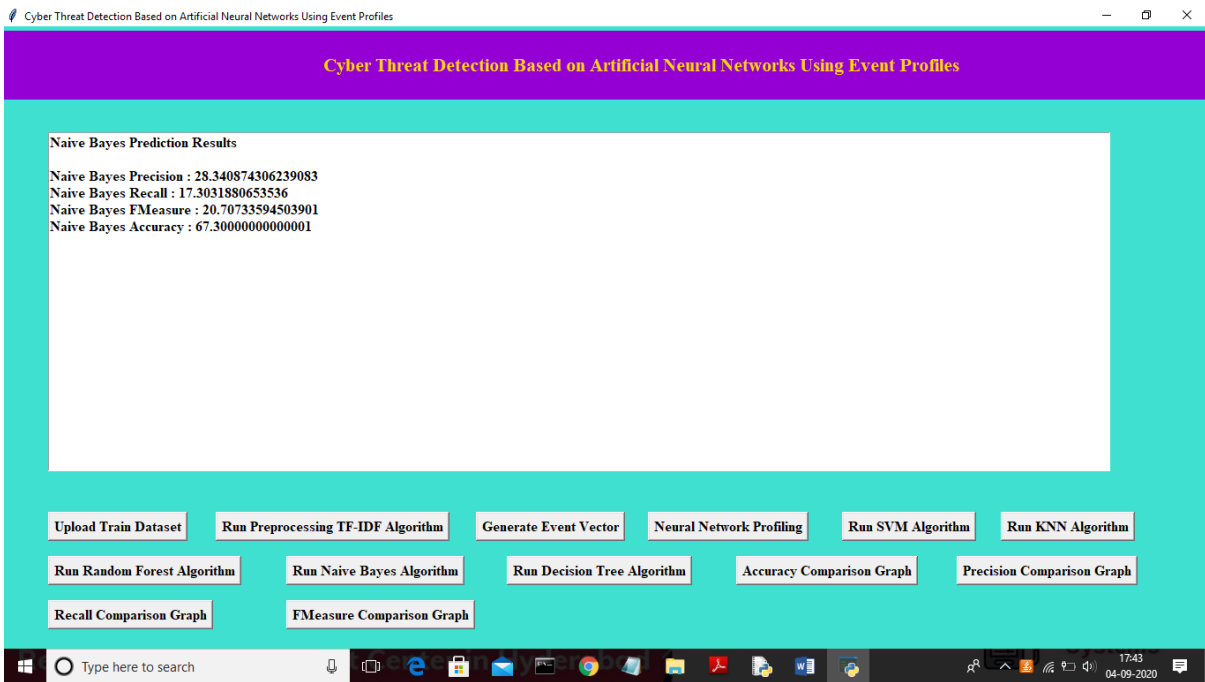 Cyber Threat Detection Based on Artificial Neural Networks Using Event Profiles
Cyber Threat Detection Based on Artificial Neural Networks Using Event Profiles
Naive Bayes Prediction Results
Naive Bayes Precision : 28.340874306239083
Naive Bayes Recall : 17.3031880653536
Naive Bayes FMeasure : 20.70733594503901
Naive Bayes Accuracy : 67.30000000000001
Upload Train Dataset Run Preprocessing TF-IDF Algorithm Generate Event Vector Neural Network Profiling Run SVM Algorithm Run KNN Algorithm
Run Random Forest Algorithm Run Naive Bayes Algorithm Run Decision Tree Algorithm Accuracy Comparison Graph Precision Comparison Graph
Recall Comparison Graph FMeasure Comparison Graph
Type here to search
17:43
04-09-2020